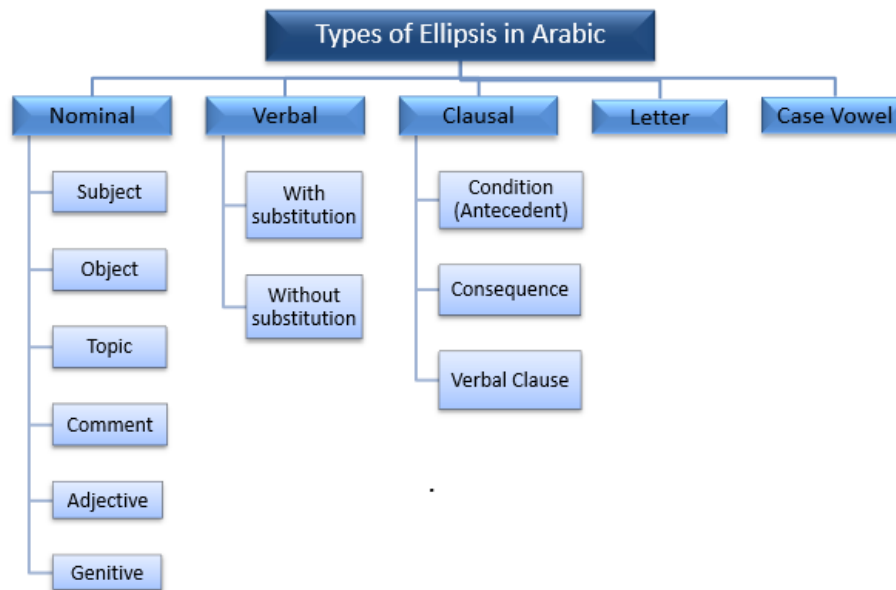 Types of Ellipsis in Arabic
Nominal
Verbal
Clausal
Letter
Case Vowel
Subject
Object
Topic
Comment
Adjective
Genitive
With
substitution
Without
substitution
Condition
(Antecedent)
Consequence
Verbal Clause
.